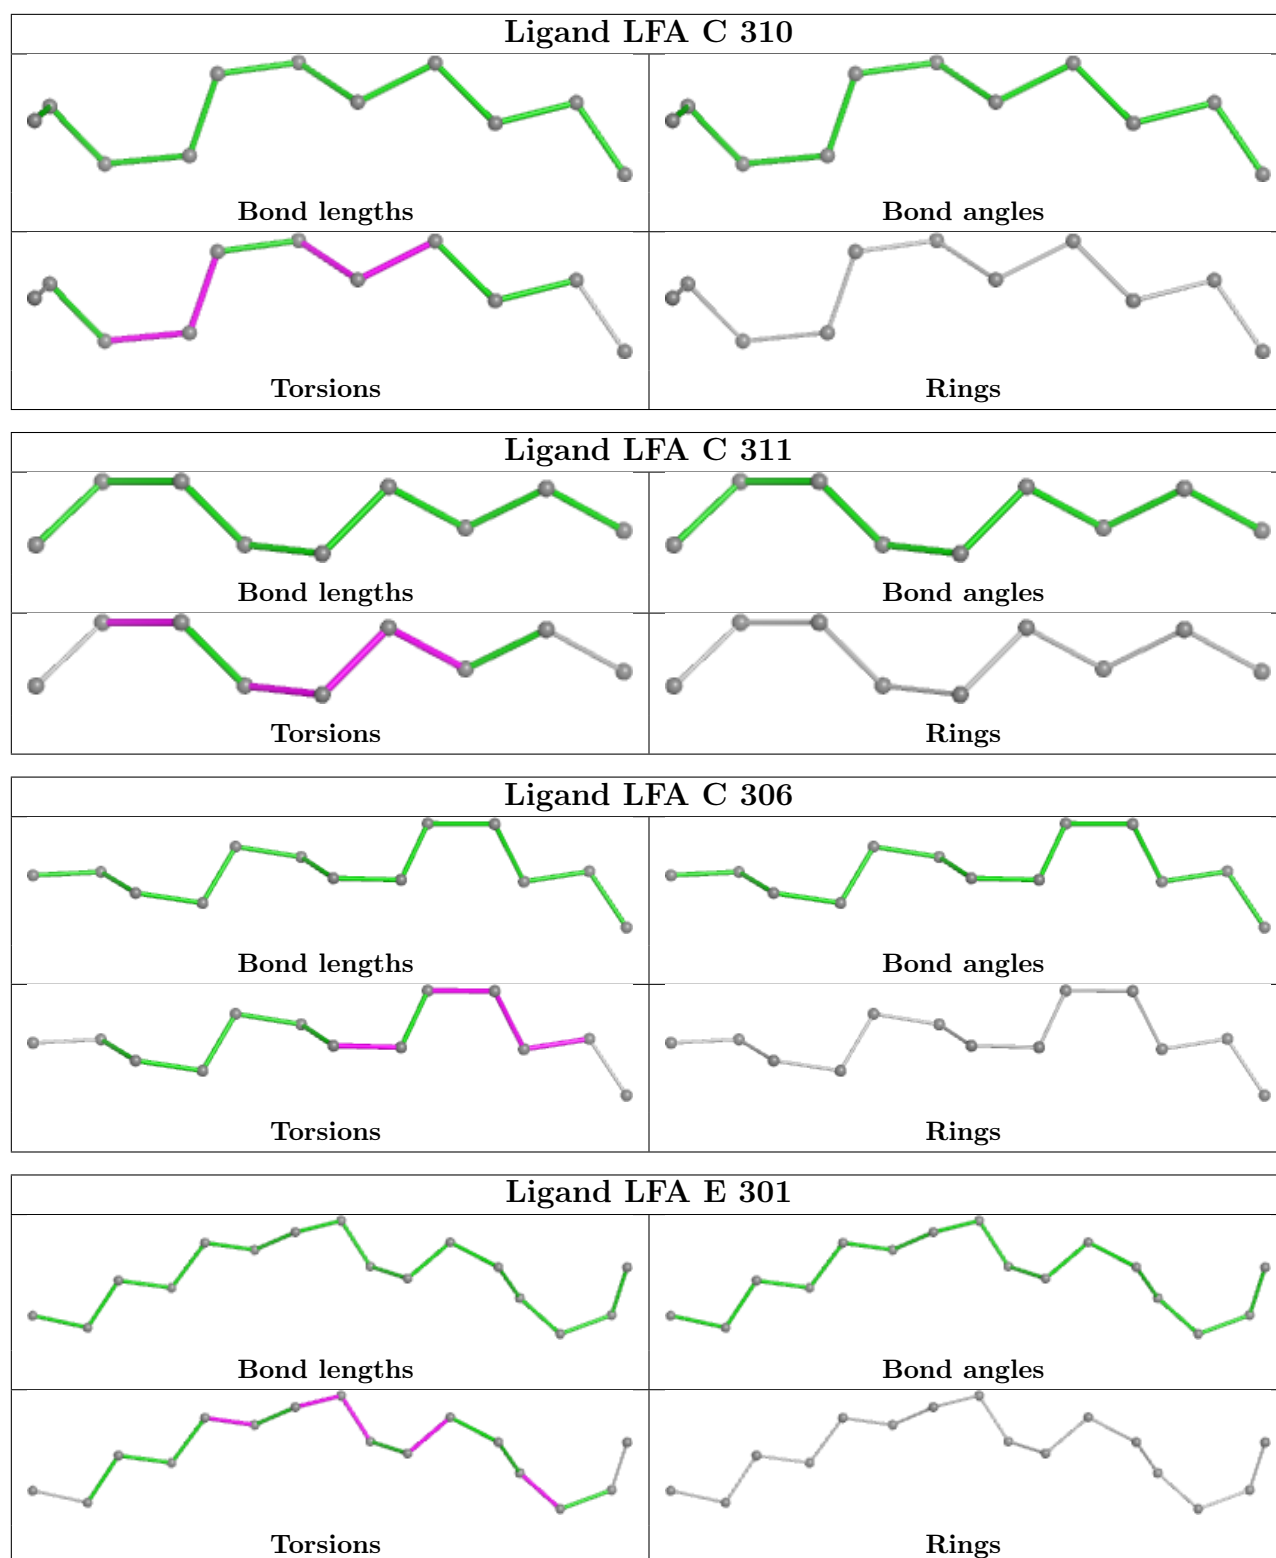 Ligand LFA C 310
Bond lengths
Bond angles
Torsions
Rings
Ligand LFA C 311
Bond lengths
Bond angles
Torsions
Rings
Ligand LFA C 306
Bond lengths
Bond angles
Torsions
Rings
Ligand LFA E 301
Bond lengths
Bond angles
Torsions
Rings